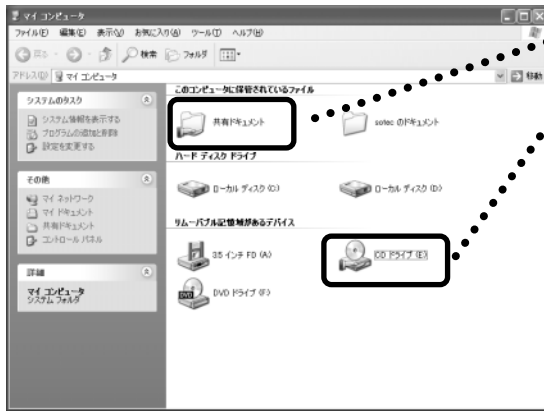 マイ コンピュータ
ファイル(F) 編集(E) 表示(V) お気に入り(A) ツール(T) ヘルプ(H)
戻る 検索 フォルダ
アドレス(D) マイ コンピュータ 移動
システムのタスク
システム情報を表示する
プログラムの追加と削除
設定を変更する
その他
マイ ネットワーク
マイ ドキュメント
共有ドキュメント
コントロール パネル
詳細
マイ コンピュータ
システム フォルダ
このコンピュータに保管されているファイル
共有ドキュメント sotec のドキュメント
ハード ディスク ドライブ
ローカル ディスク (C:) ローカル ディスク (D:)
リムーバブル記憶域があるデバイス
3.5 インチ FD (A:) CD ドライブ (E:)
DVD ドライブ (F:)
DVD